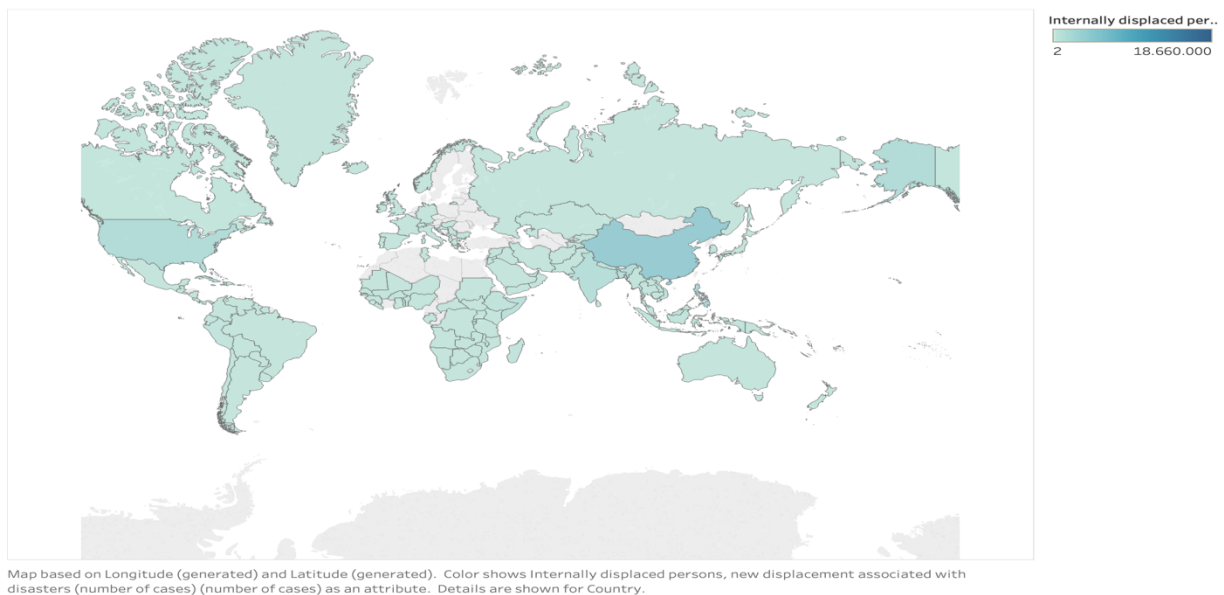 Internally displaced per..
2 18.660.000
Map based on Longitude (generated) and Latitude (generated). Color shows Internally displaced persons, new displacement associated with
disasters (number of cases) (number of cases) as an attribute. Details are shown for Country.